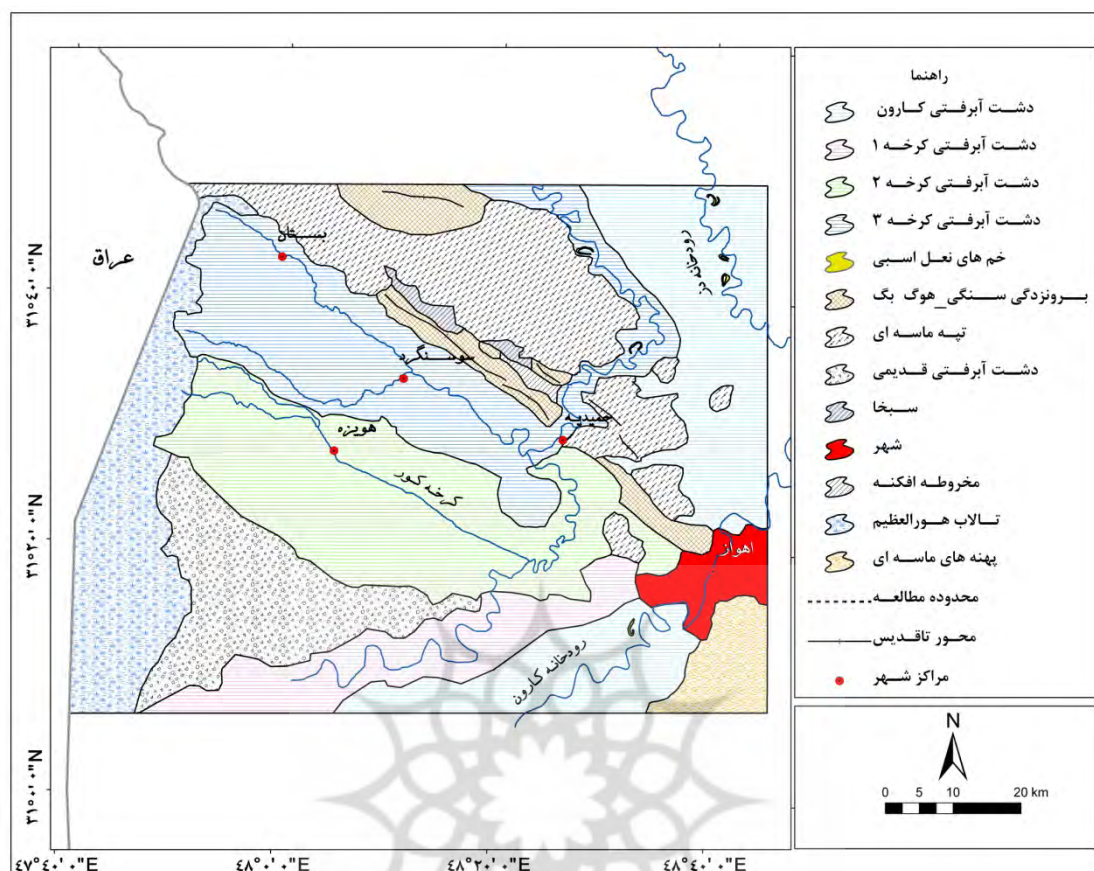 راهنما
دشت آبرفتی کارون
دشت آبرفتی کرخه ۱
دشت آبرفتی کرخه ۲
دشت آبرفتی کرخه ۳
خم های نعل اسبی
برونزدگی سنگی_هوگ بگ
تپه ماسه ای
دشت آبرفتی قدیمی
سبخا
شهر
مخروطه افکنه
تالاب هورالعظیم
پهنه های ماسه ای
محدوده مطالعه
محور تاقدیس
مراکز شهر
N
0 5 10 20 km
عراق
بستان
رودخانه دز
سوسنگرد
حمیدیه
هویزه
کرخه کور
اهواز
رودخانه کارون
۳۱°۴۰'۰"N
۳۱°۲۰'۰"N
۳۱°۰'۰"N
۴۷°۴۰'۰"E
۴۸°۰'۰"E
۴۸°۲۰'۰"E
۴۸°۴۰'۰"E